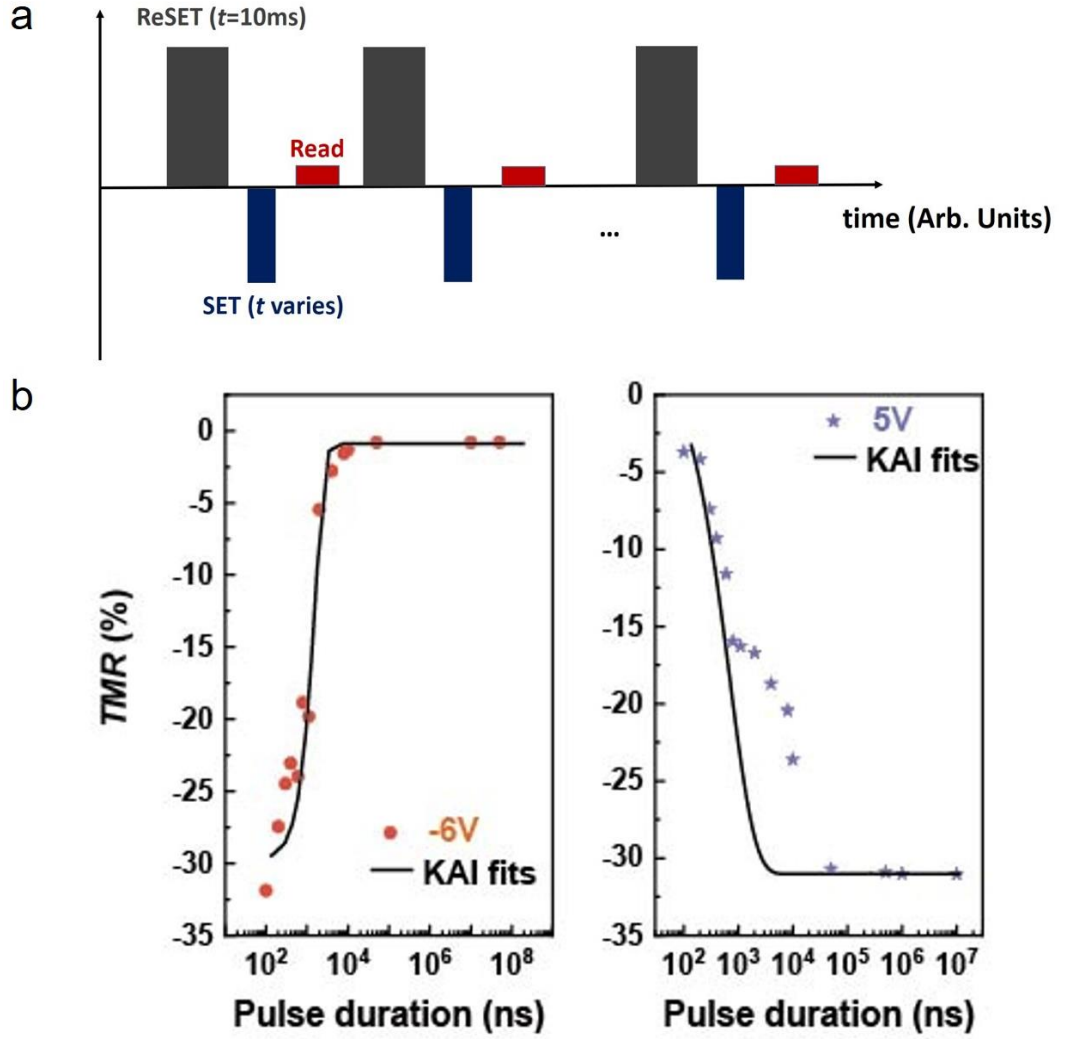 a
ReSET (t=10ms)
Read
time (Arb. Units)
...
SET (t varies)
b
0
-5
-10
-15
-20
-25
-30
-35
TMR (%)
-6V
KAI fits
10² 10⁴ 10⁶ 10⁸
Pulse duration (ns)
0
-5
-10
-15
-20
-25
-30
-35
5V
KAI fits
10² 10³ 10⁴ 10⁵ 10⁶ 10⁷
Pulse duration (ns)